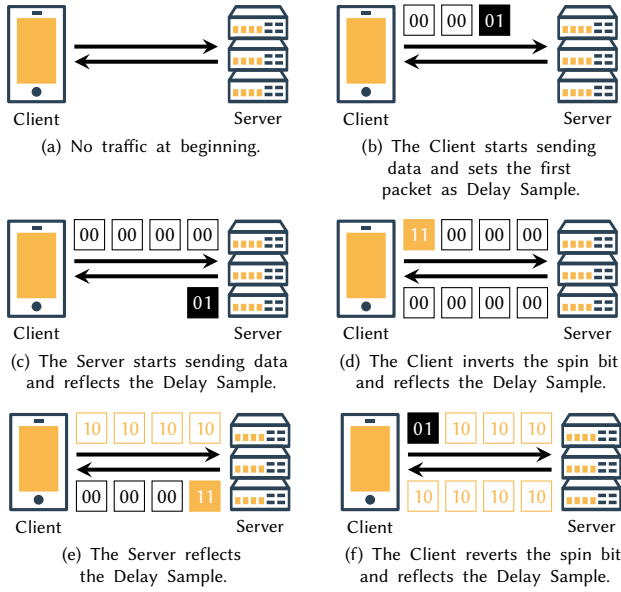 Client
Server
(a) No traffic at beginning.
00 00 01
Client
Server
(b) The Client starts sending
data and sets the first
packet as Delay Sample.
00 00 00 00
01
Client
Server
(c) The Server starts sending data
and reflects the Delay Sample.
11 00 00 00
00 00 00 00
Client
Server
(d) The Client inverts the spin bit
and reflects the Delay Sample.
10 10 10 10
00 00 00 11
Client
Server
(e) The Server reflects
the Delay Sample.
01 10 10 10
10 10 10 10
Client
Server
(f) The Client reverts the spin bit
and reflects the Delay Sample.